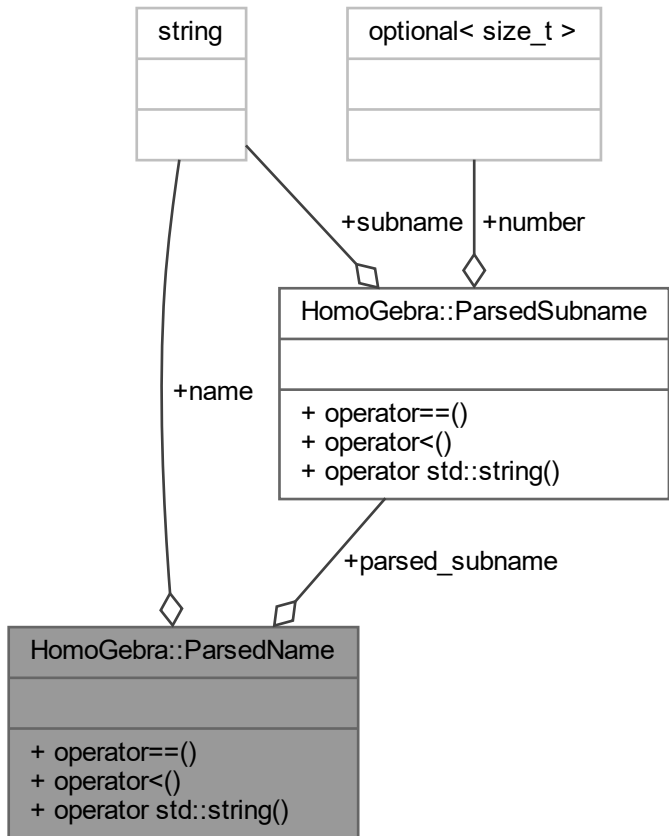 string
optional< size_t >
+subname
+number
HomoGebra::ParsedSubname
+ operator==()
+ operator<()
+ operator std::string()
+name
+parsed_subname
HomoGebra::ParsedName
+ operator==()
+ operator<()
+ operator std::string()